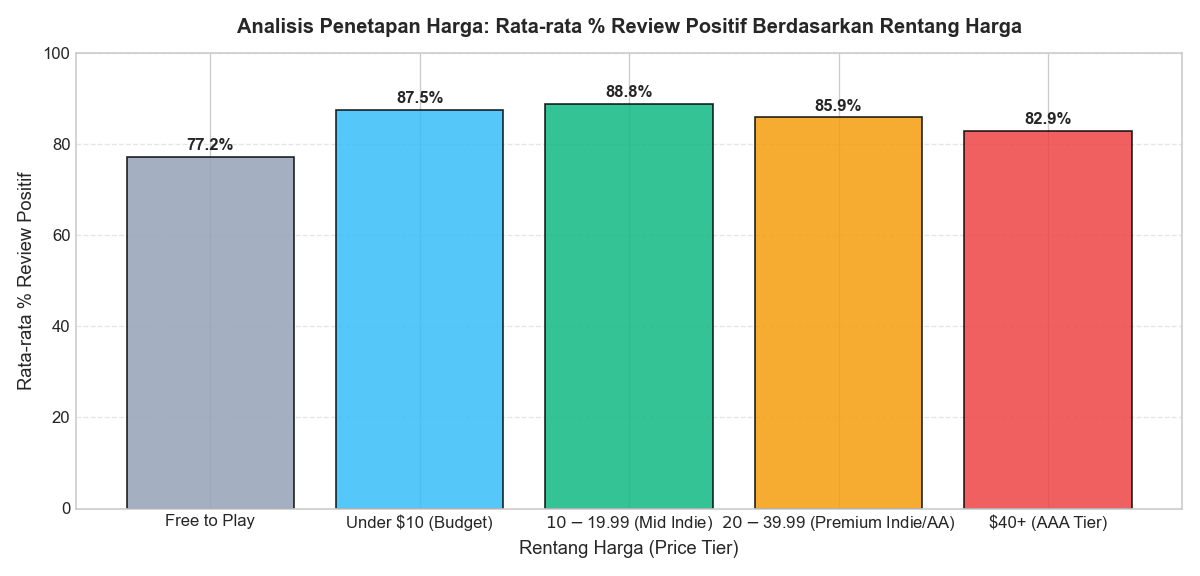 Analisis Penetapan Harga: Rata-rata % Review Positif Berdasarkan Rentang Harga
Rata-rata % Review Positif
100
80
60
40
20
0
77.2%
87.5%
88.8%
85.9%
82.9%
Free to Play
Under $10 (Budget)
10 − 19.99 (Mid Indie)
20 − 39.99 (Premium Indie/AA)
$40+ (AAA Tier)
Rentang Harga (Price Tier)